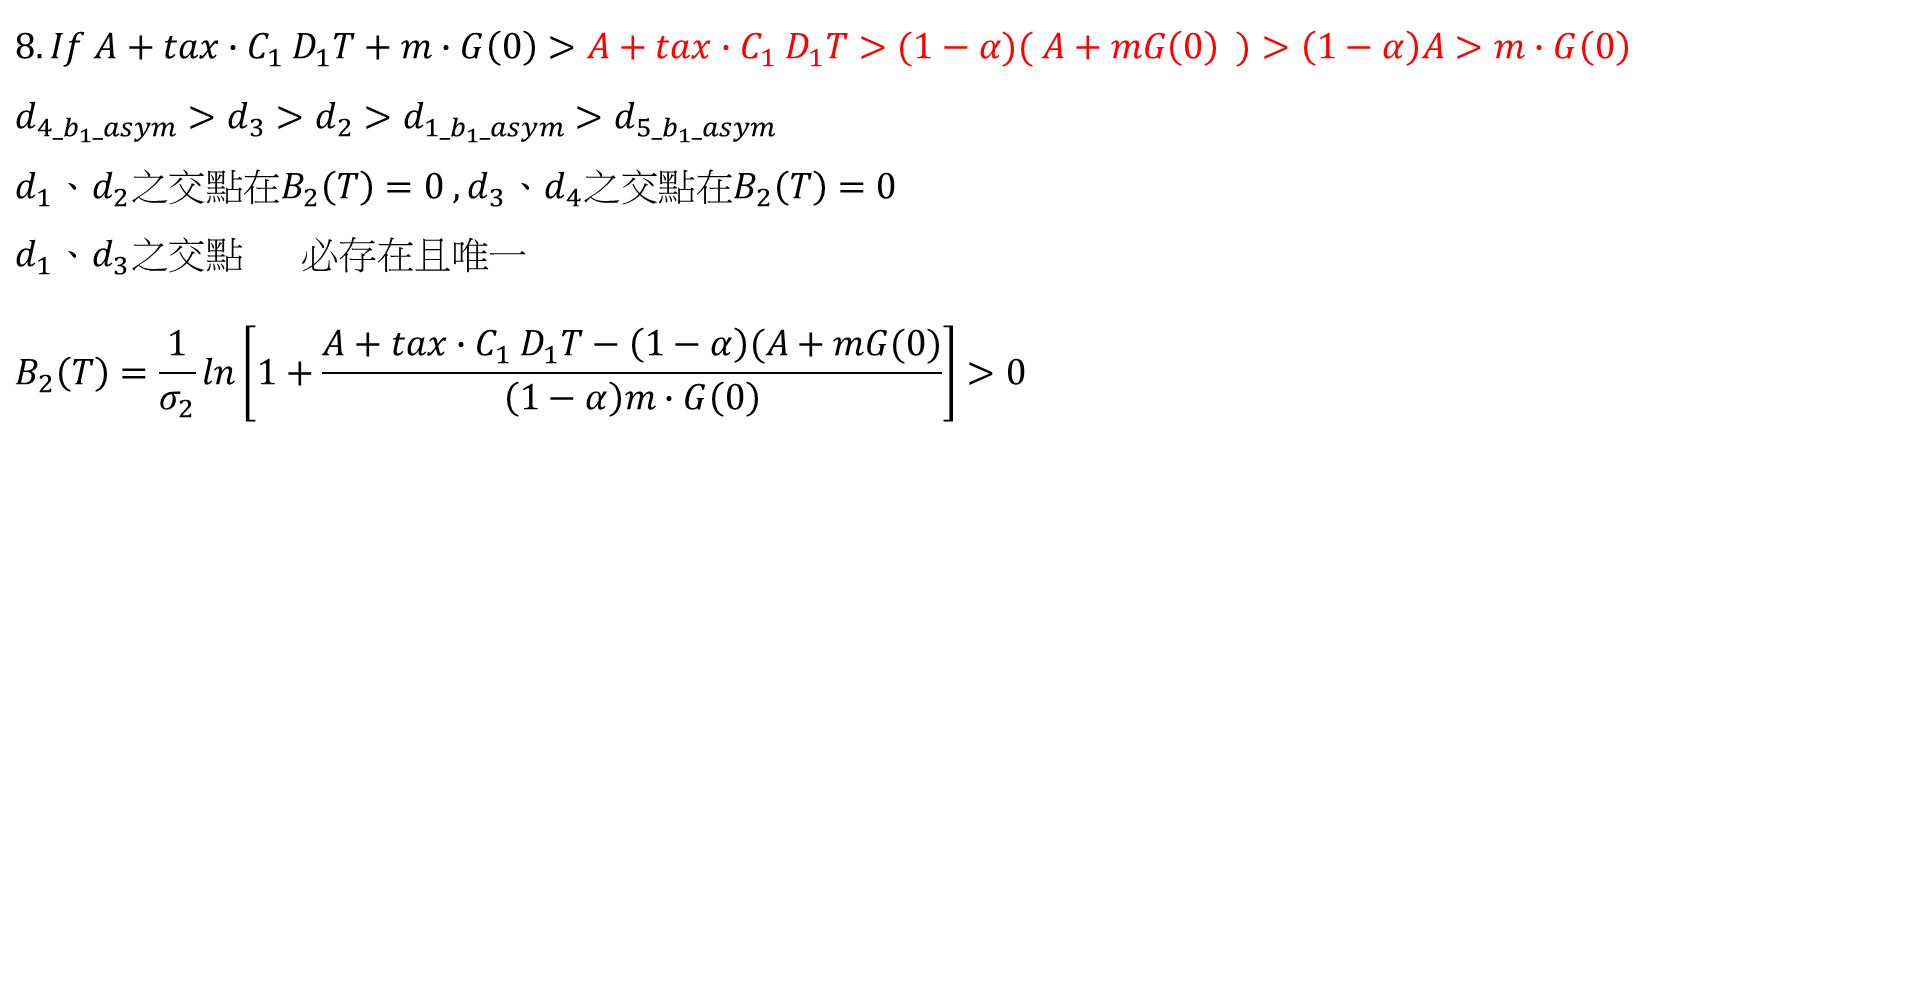 8. If A + tax · C₁ D₁T + m · G(0) > A + tax · C₁ D₁T > (1 − α)( A + mG(0) ) > (1 − α)A > m · G(0)
d₄_b₁_asym > d₃ > d₂ > d₁_b₁_asym > d₅_b₁_asym
d₁、d₂之交點在B₂(T) = 0 , d₃、d₄之交點在B₂(T) = 0
d₁、d₃之交點 必存在且唯一
B₂(T) = \frac{1}{σ₂} ln [1 + \frac{A + tax · C₁ D₁T − (1 − α)(A + mG(0)}{(1 − α)m · G(0)}] > 0